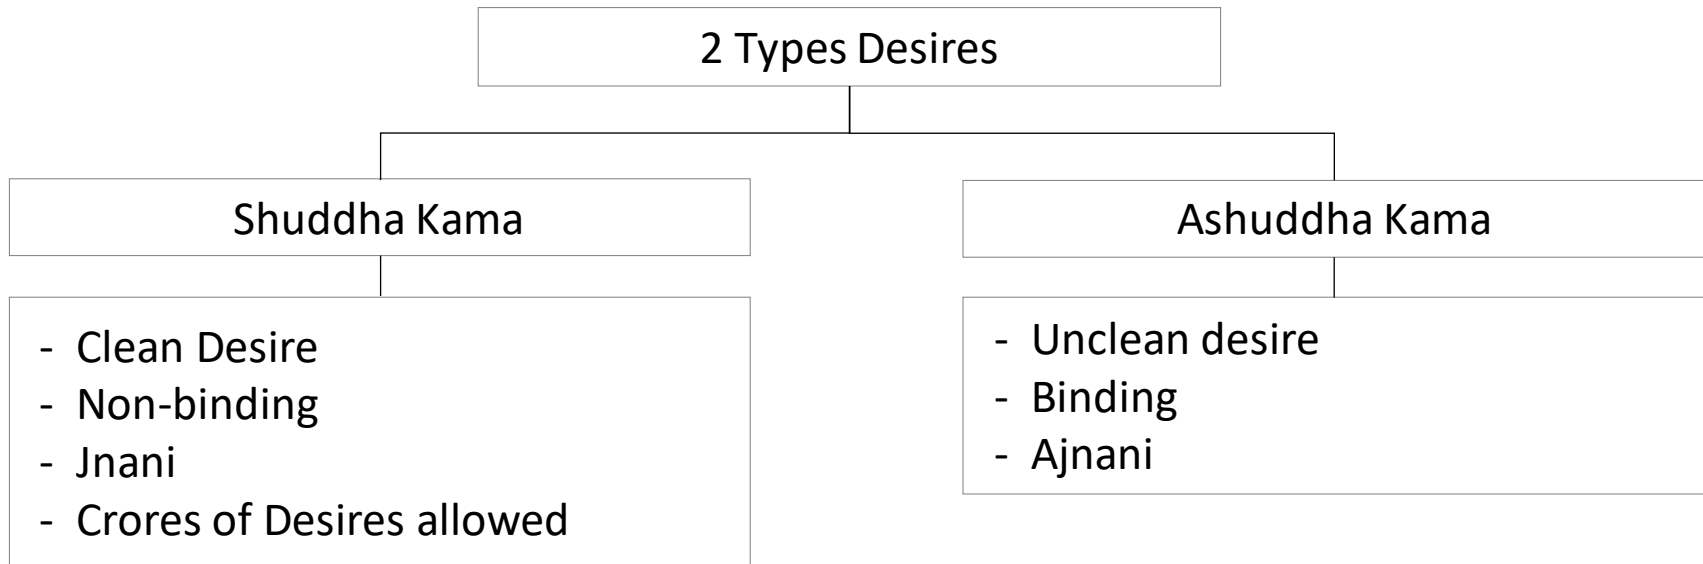 2 Types Desires
Shuddha Kama
- Clean Desire
- Non-binding
- Jnani
- Crores of Desires allowed
Ashuddha Kama
- Unclean desire
- Binding
- Ajnani